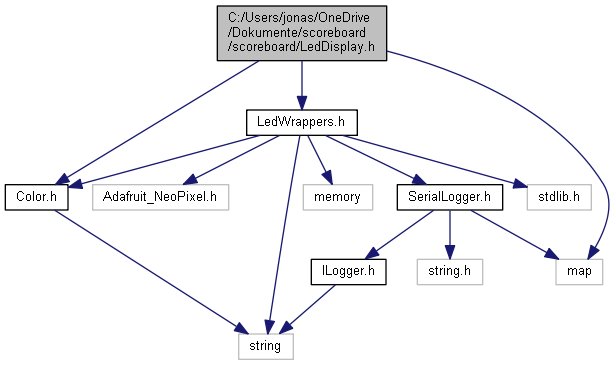 C:/Users/jonas/OneDrive
/Dokumente/scoreboard
/scoreboard/LedDisplay.h
LedWrappers.h
Color.h
Adafruit_NeoPixel.h
memory
SerialLogger.h
stdlib.h
ILogger.h
string.h
map
string